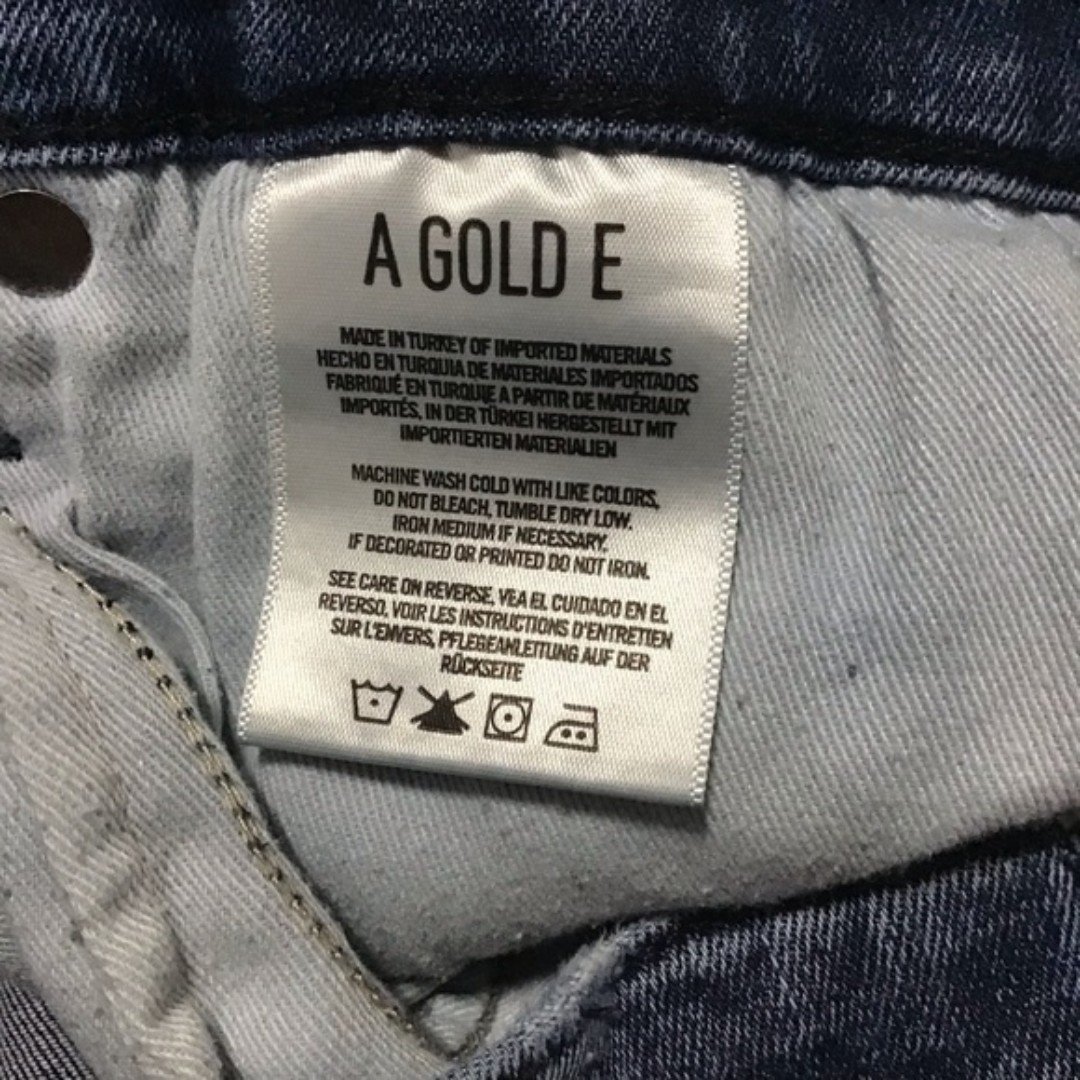 A GOLD E
MADE IN TURKEY OF IMPORTED MATERIALS
HECHO EN TURQUIA DE MATERIALES IMPORTADOS
FABRIQUÉ EN TURQUIE A PARTIR DE MATÉRIAUX
IMPORTÉS, IN DER TÜRKEI HERGESTELLT MIT
IMPORTIERTEN MATERIALIEN
MACHINE WASH COLD WITH LIKE COLORS,
DO NOT BLEACH, TUMBLE DRY LOW.
IRON MEDIUM IF NECESSARY.
IF DECORATED OR PRINTED DO NOT IRON.
SEE CARE ON REVERSE, VEA EL CUIDADO EN EL
REVERSO, VOIR LES INSTRUCTIONS D'ENTRETIEN
SUR L'ENVERS, PFLEGEANLEITUNG AUF DER
RÜCKSEITE